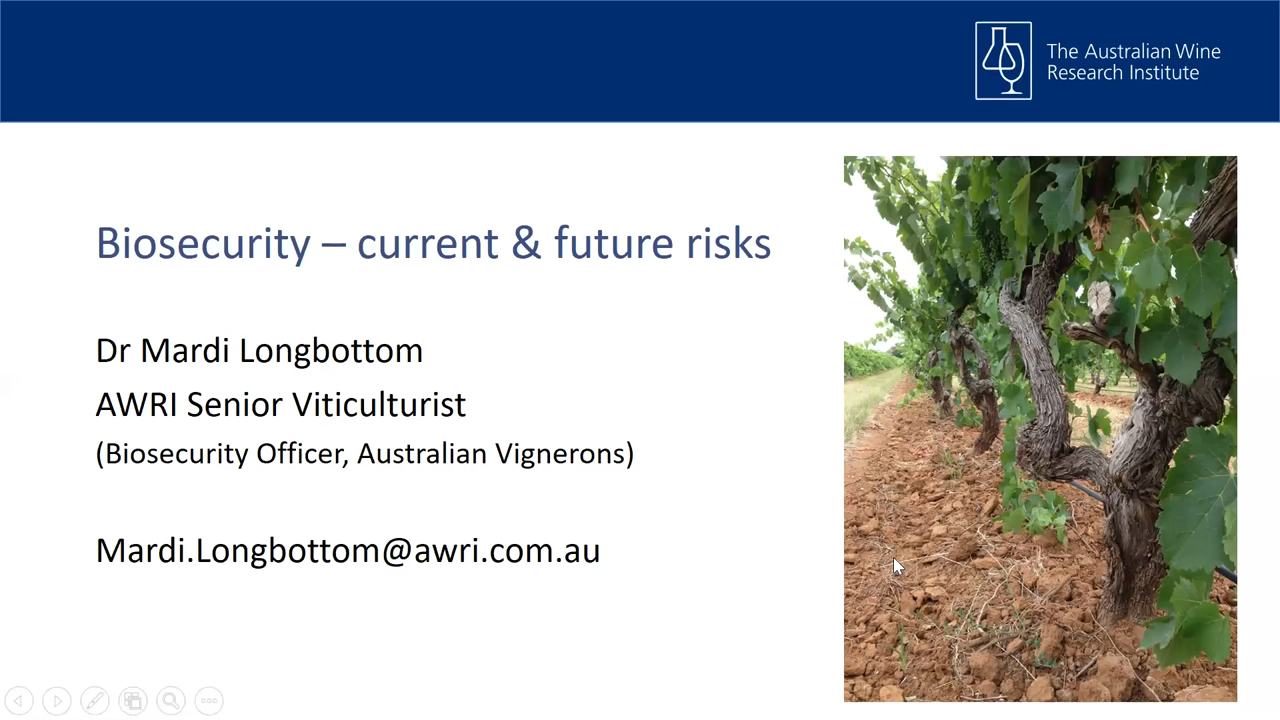 The Australian Wine
Research Institute
Biosecurity – current & future risks
Dr Mardi Longbottom
AWRI Senior Viticulturist
(Biosecurity Officer, Australian Vignerons)
Mardi.Longbottom@awri.com.au